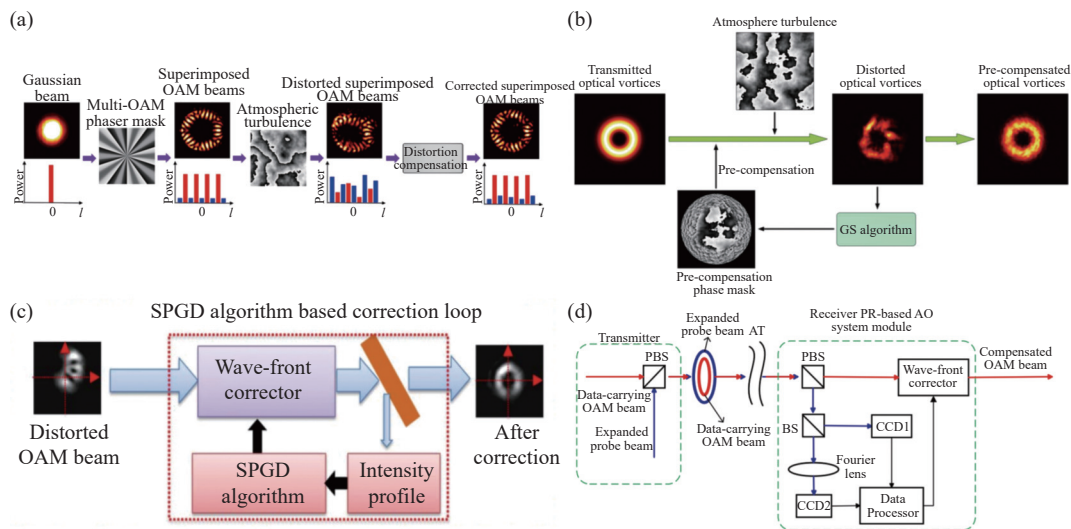 (a)
Gaussian
beam
Multi-OAM
phaser mask
Superimposed
OAM beams
Atmospheric
turbulence
Distorted superimposed
OAM beams
Distortion
compensation
Corrected superimposed
OAM beams
Power
0
l
Power
0
l
Power
0
l
Power
0
l
(b)
Atmosphere turbulence
Transmitted
optical vortices
Distorted
optical vortices
Pre-compensated
optical vortices
Pre-compensation
GS algorithm
Pre-compensation
phase mask
(c)
SPGD algorithm based correction loop
Wave-front
corrector
Distorted
OAM beam
SPGD
algorithm
Intensity
profile
After
correction
(d)
Transmitter
PBS
Data-carrying
OAM beam
Expanded
probe beam
Expanded
probe beam
AT
Data-carrying
OAM beam
Receiver PR-based AO
system module
PBS
Wave-front
corrector
Compensated
OAM beam
BS
CCD1
Fourier
lens
CCD2
Data
Processor